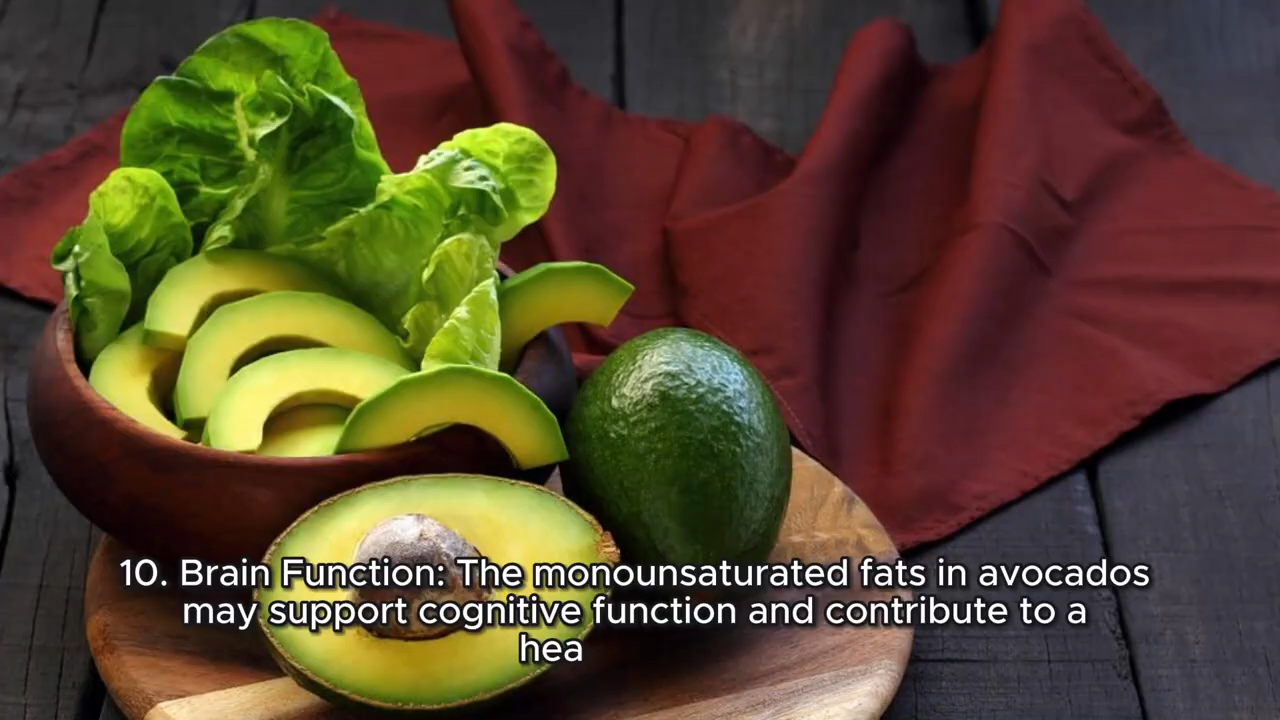 10. Brain Function: The monounsaturated fats in avocados
may support cognitive function and contribute to a
hea